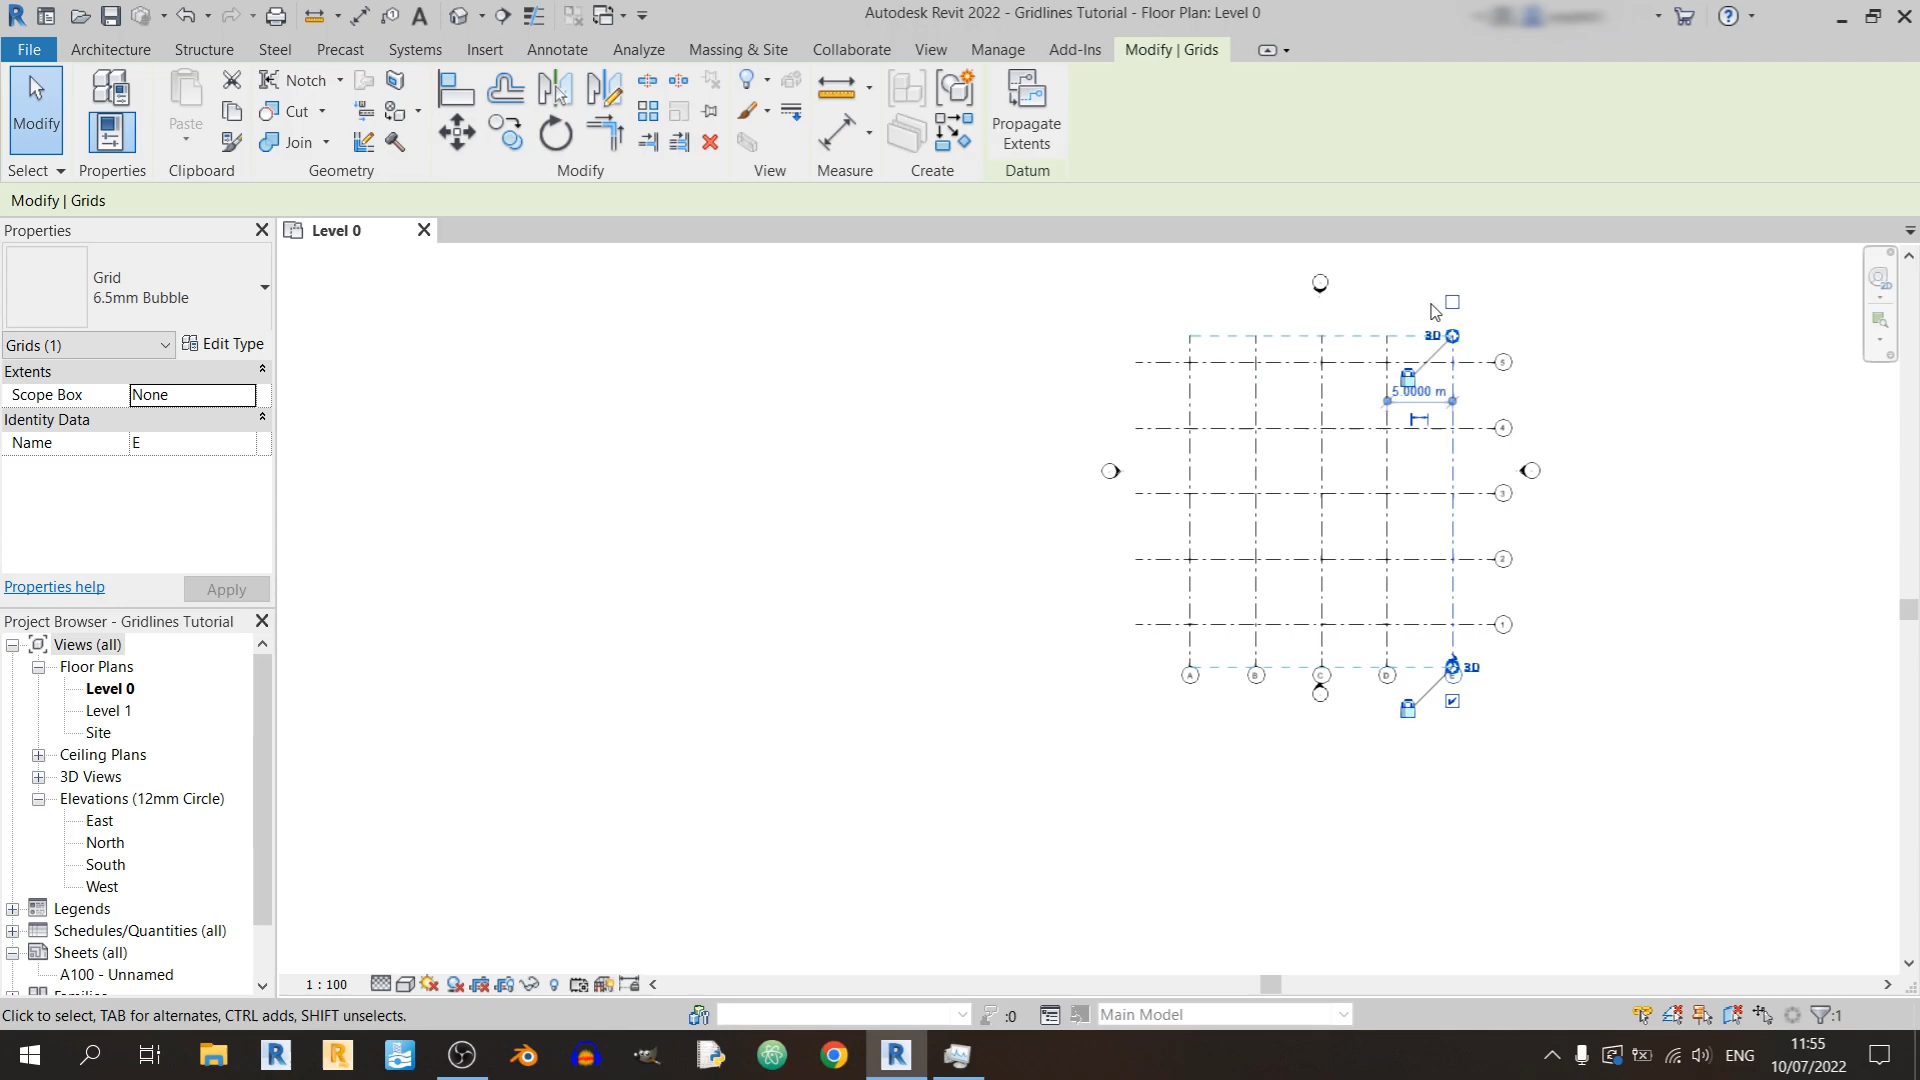 Autodesk Revit 2022 - Gridlines Tutorial - Floor Plan: Level 0
File Architecture Structure Steel Precast Systems Insert Annotate Analyze Massing & Site Collaborate View Manage Add-Ins Modify | Grids
Modify
Paste
Notch
Cut
Join
Propagate
Extents
Select Properties Clipboard Geometry Modify View Measure Create Datum
Modify | Grids
Properties
Grid
6.5mm Bubble
Grids (1)
Edit Type
Extents
Scope Box None
Identity Data
Name E
Properties help
Apply
Project Browser - Gridlines Tutorial
Views (all)
Floor Plans
Level 0
Level 1
Site
Ceiling Plans
3D Views
Elevations (12mm Circle)
East
North
South
West
Legends
Schedules/Quantities (all)
Sheets (all)
A100 - Unnamed
Level 0
3D
5
5.0000 m
4
3
2
1
3D
A B C D E
2D
1 : 100
Click to select, TAB for alternates, CTRL adds, SHIFT unselects.
:0
Main Model
:1
ENG
11:55
10/07/2022